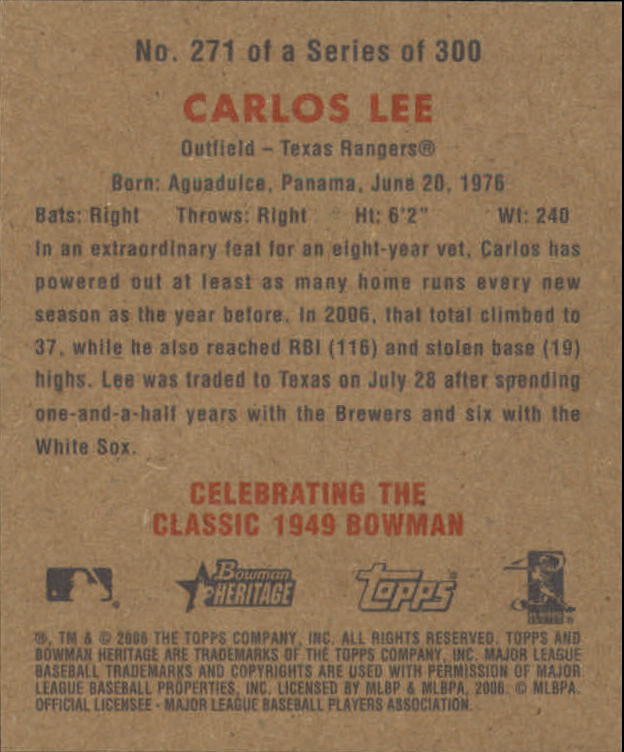 No. 271 of a Series of 300
CARLOS LEE
Outfield – Texas Rangers®
Born: Aguadulce, Panama, June 20, 1976
Bats: Right Throws: Right Ht: 6'2" Wt: 240
In an extraordinary feat for an eight-year vet, Carlos has
powered out at least as many home runs every new
season as the year before. In 2006, that total climbed to
37, while he also reached RBI (116) and stolen base (19)
highs. Lee was traded to Texas on July 28 after spending
one-and-a-half years with the Brewers and six with the
White Sox.
CELEBRATING THE
CLASSIC 1949 BOWMAN
Bowman
HERITAGE
Topps
®, TM & © 2006 THE TOPPS COMPANY, INC. ALL RIGHTS RESERVED. TOPPS AND
BOWMAN HERITAGE ARE TRADEMARKS OF THE TOPPS COMPANY, INC. MAJOR LEAGUE
BASEBALL TRADEMARKS AND COPYRIGHTS ARE USED WITH PERMISSION OF MAJOR
LEAGUE BASEBALL PROPERTIES, INC. LICENSED BY MLBP & MLBPA, 2006. © MLBPA.
OFFICIAL LICENSEE - MAJOR LEAGUE BASEBALL PLAYERS ASSOCIATION.